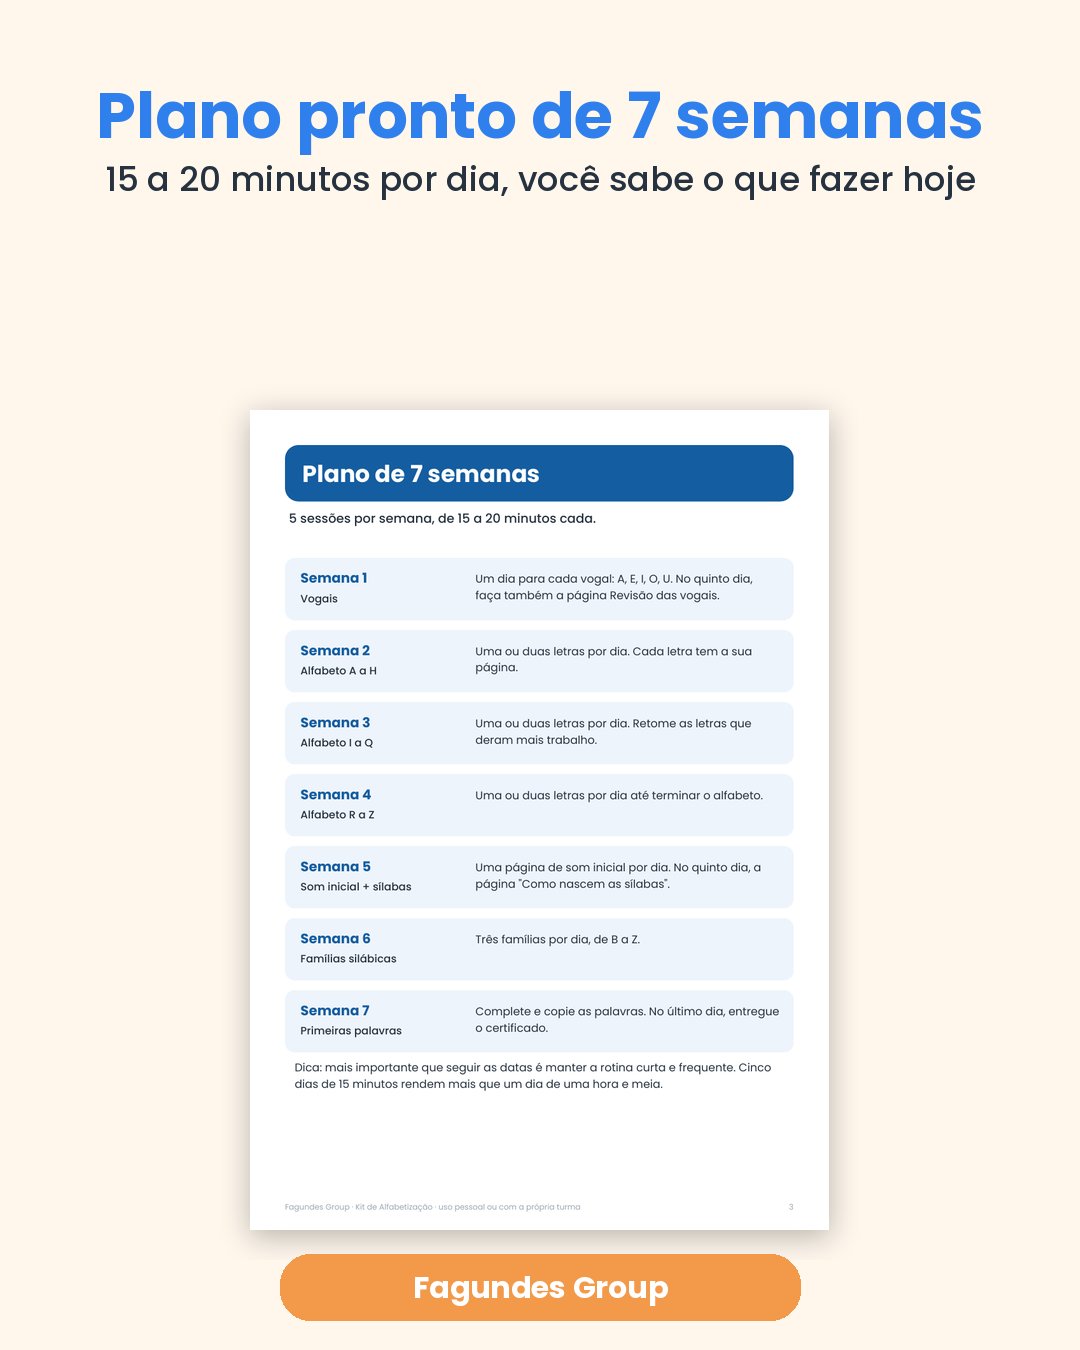 Plano pronto de 7 semanas
15 a 20 minutos por dia, você sabe o que fazer hoje
Plano de 7 semanas
5 sessões por semana, de 15 a 20 minutos cada.
Semana 1
Vogais
Um dia para cada vogal: A, E, I, O, U. No quinto dia,
faça também a página Revisão das vogais.
Semana 2
Alfabeto A a H
Uma ou duas letras por dia. Cada letra tem a sua
página.
Semana 3
Alfabeto I a Q
Uma ou duas letras por dia. Retome as letras que
deram mais trabalho.
Semana 4
Alfabeto R a Z
Uma ou duas letras por dia até terminar o alfabeto.
Semana 5
Som inicial + sílabas
Uma página de som inicial por dia. No quinto dia, a
página "Como nascem as sílabas".
Semana 6
Famílias silábicas
Três famílias por dia, de B a Z.
Semana 7
Primeiras palavras
Complete e copie as palavras. No último dia, entregue
o certificado.
Dica: mais importante que seguir as datas é manter a rotina curta e frequente. Cinco
dias de 15 minutos rendem mais que um dia de uma hora e meia.
Fagundes Group · Kit de Alfabetização · uso pessoal ou com a própria turma
3
Fagundes Group